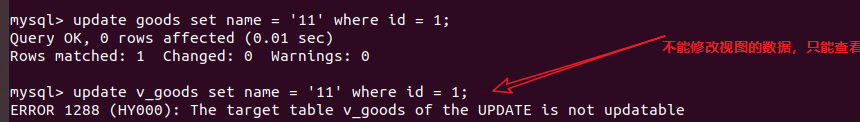 mysql> update goods set name = '11' where id = 1;
Query OK, 0 rows affected (0.01 sec)
Rows matched: 1  Changed: 0  Warnings: 0
不能修改视图的数据，只能查看
mysql> update v_goods set name = '11' where id = 1;
ERROR 1288 (HY000): The target table v_goods of the UPDATE is not updatable